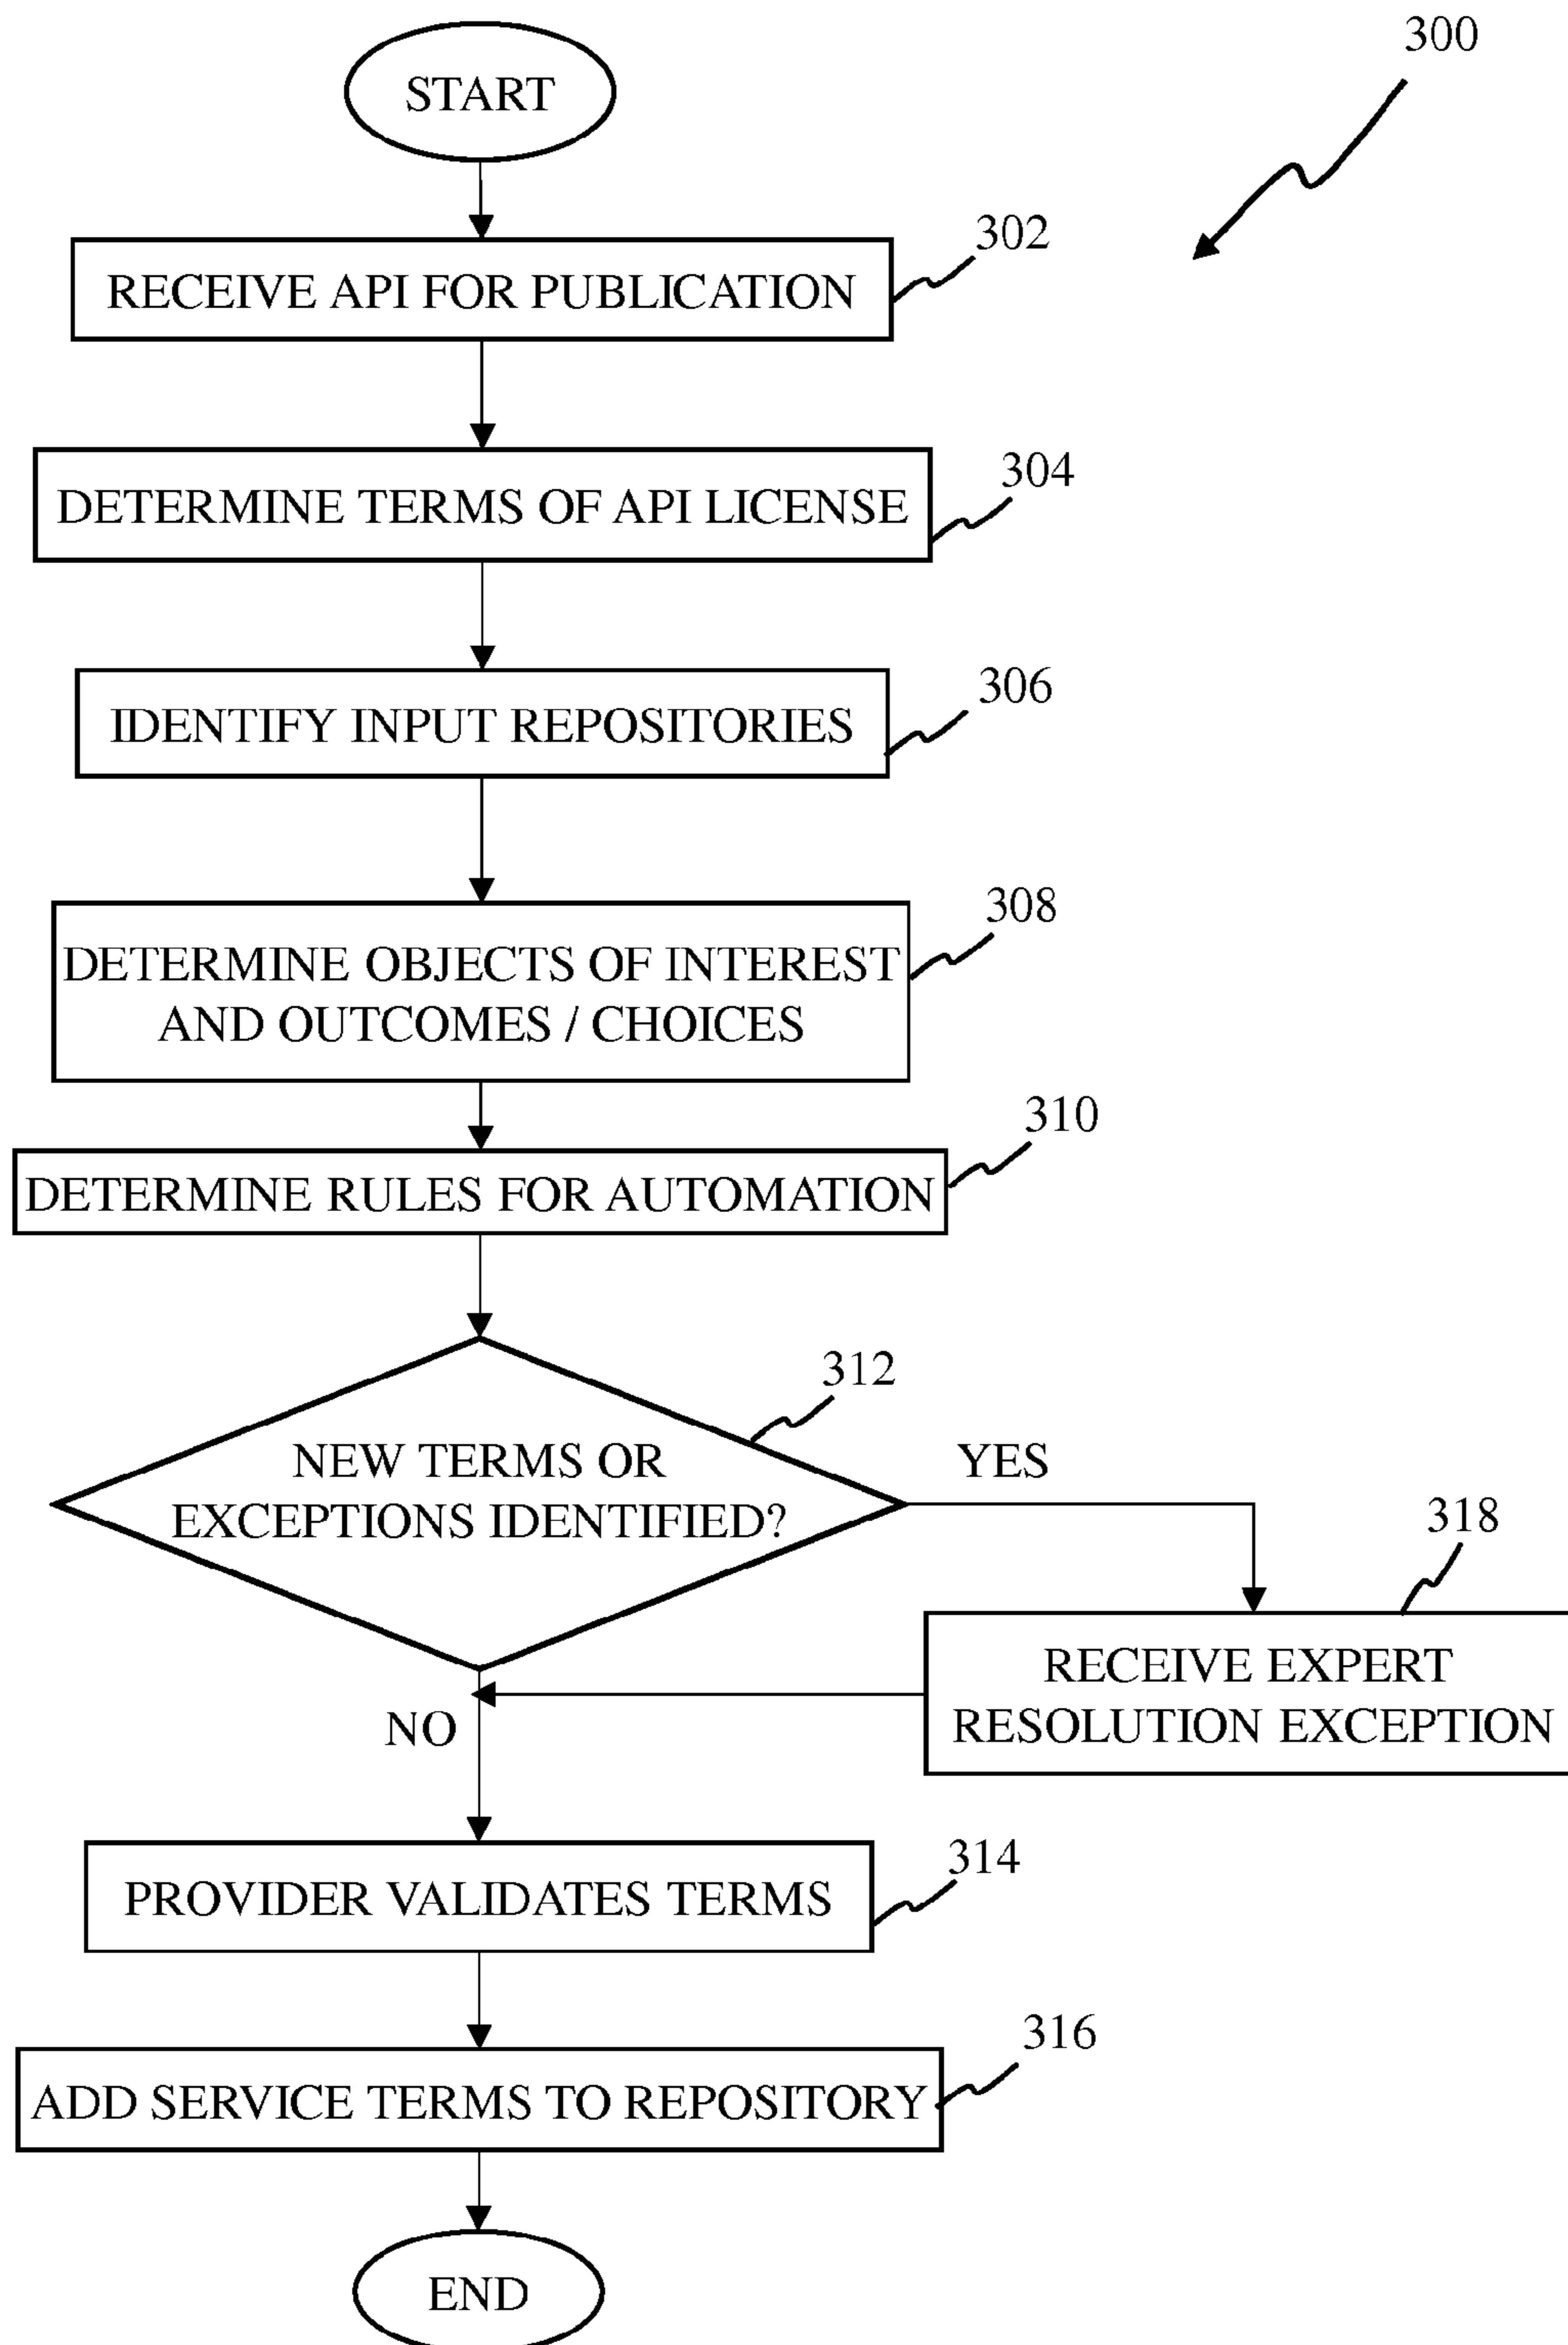 START
300
302
RECEIVE API FOR PUBLICATION
304
DETERMINE TERMS OF API LICENSE
306
IDENTIFY INPUT REPOSITORIES
308
DETERMINE OBJECTS OF INTEREST
AND OUTCOMES / CHOICES
310
DETERMINE RULES FOR AUTOMATION
312
NEW TERMS OR
EXCEPTIONS IDENTIFIED?
YES
318
RECEIVE EXPERT
RESOLUTION EXCEPTION
NO
314
PROVIDER VALIDATES TERMS
316
ADD SERVICE TERMS TO REPOSITORY
END